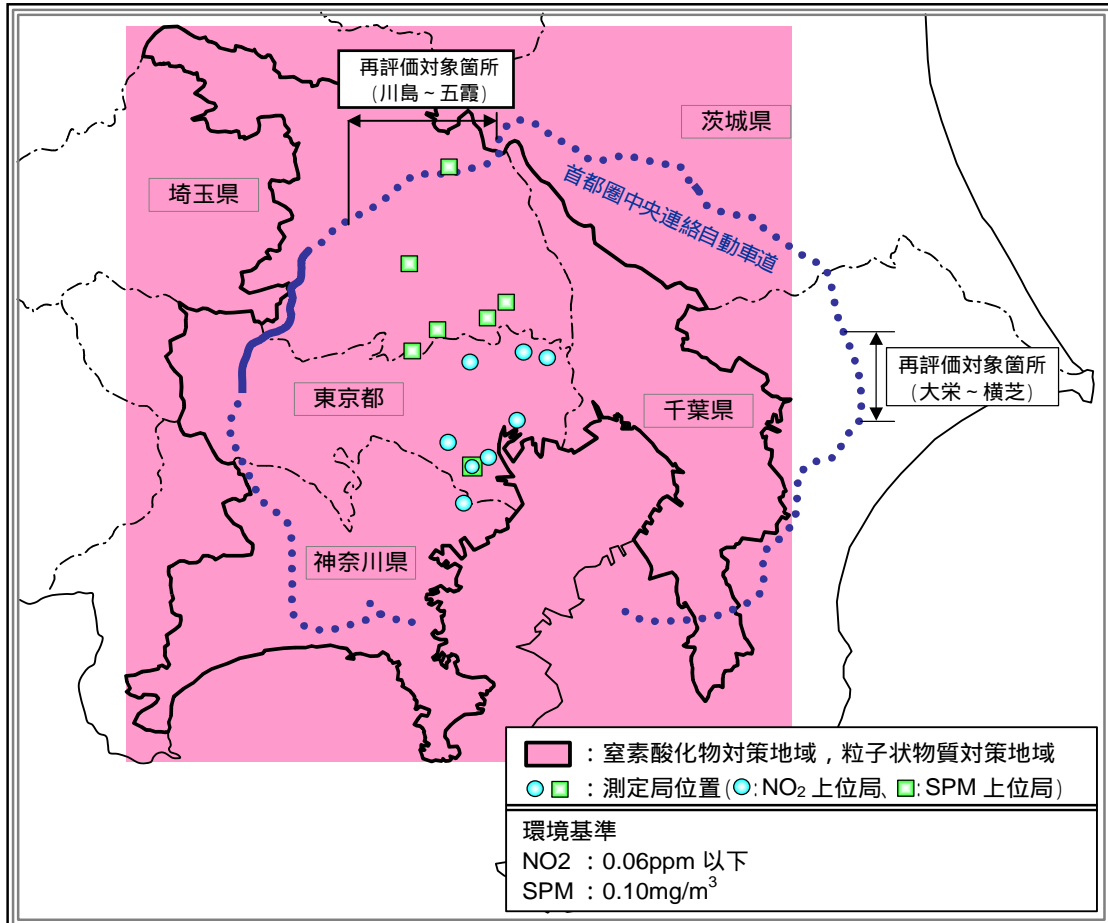 再評価対象箇所
(川島～五霞)
茨城県
埼玉県
首都圏中央連絡自動車道
再評価対象箇所
(大栄～横芝)
東京都
千葉県
神奈川県
：窒素酸化物対策地域，粒子状物質対策地域
：測定局位置(:NO₂上位局、:SPM 上位局)
環境基準
NO2 ：0.06ppm 以下
SPM ：0.10mg/m³